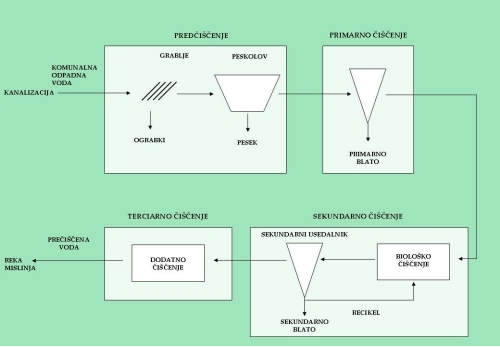 PREDČIŠČENJE
PRIMARNO ČIŠČENJE
GRABLJE
PESKOLOV
KOMUNALNA
ODPADNA
VODA
KANALIZACIJA
OGRABKI
PESEK
PRIMARNO
BLATO
TERCIARNO ČIŠČENJE
SEKUNDARNO ČIŠČENJE
SEKUNDARNI USEDALNIK
PREČIŠČENA
VODA
REKA
MISLINJA
DODATNO
ČIŠČENJE
BIOLOŠKO
ČIŠČENJE
RECIKEL
SEKUNDARNO
BLATO